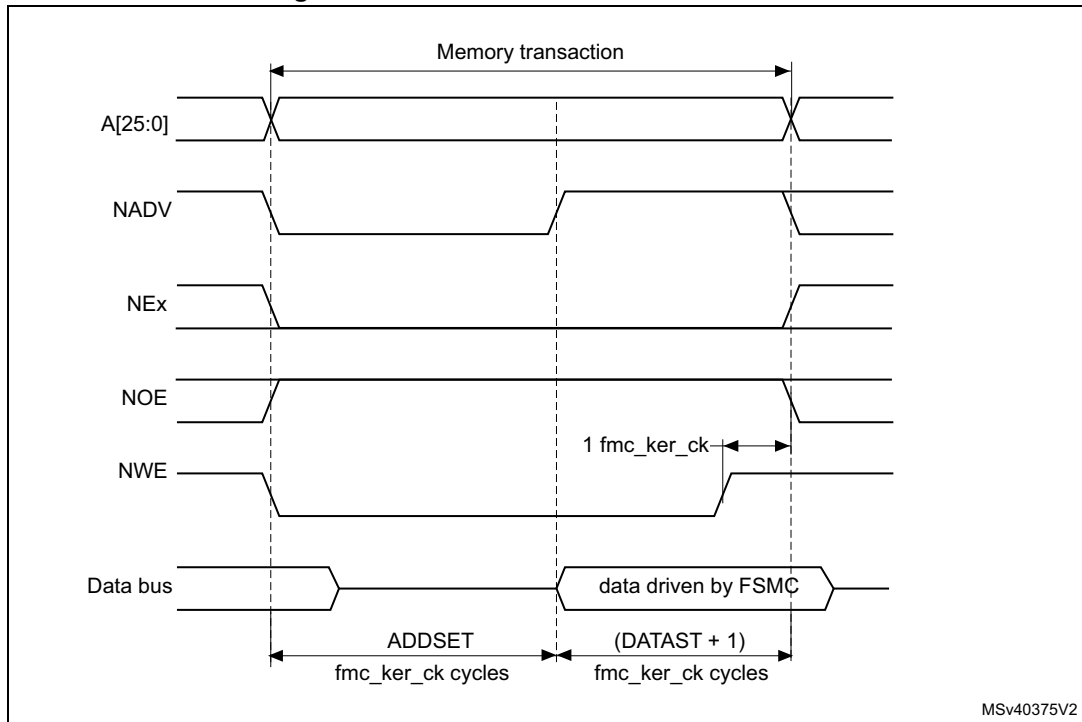 Memory transaction
A[25:0]
NADV
NEx
NOE
1 fmc_ker_ck
NWE
Data bus
data driven by FSMC
ADDSET
(DATAST + 1)
fmc_ker_ck cycles
fmc_ker_ck cycles
MSv40375V2